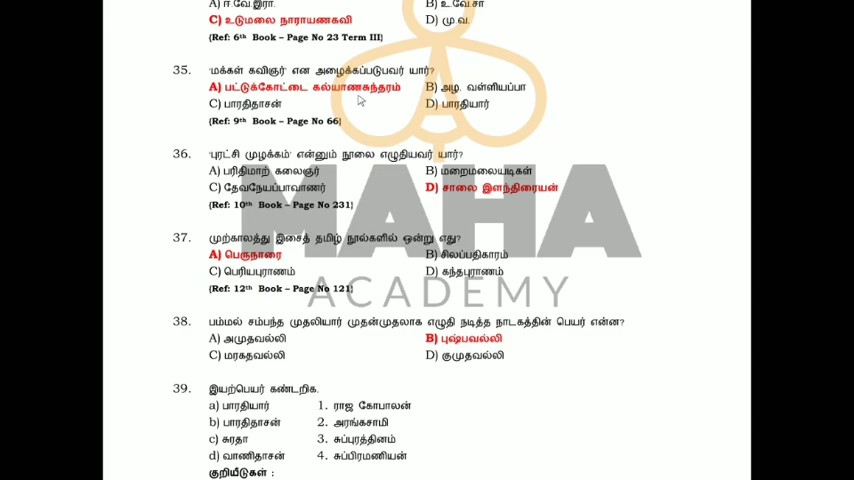 A) ஈ.வே.இரா. B) உ.வே.சா
C) உடுமலை நாராயணகவி D) மு.வ.
{Ref: 6th Book – Page No 23 Term III}
35. 'மக்கள் கவிஞர்' என அழைக்கப்படுபவர் யார்?
A) பட்டுக்கோட்டை கல்யாணசுந்தரம் B) அழ. வள்ளியப்பா
C) பாரதிதாசன் D) பாரதியார்
{Ref: 9th Book – Page No 66}
36. 'புரட்சி முழக்கம்' என்னும் நூலை எழுதியவர் யார்?
A) பரிதிமாற் கலைஞர் B) மறைமலையடிகள்
C) தேவநேயப்பாவாணர் D) சாலை இளந்திரையன்
{Ref: 10th Book – Page No 231}
37. முற்காலத்து இசைத் தமிழ் நூல்களில் ஒன்று எது?
A) பெருநாரை B) சிலப்பதிகாரம்
C) பெரியபுராணம் D) கந்தபுராணம்
{Ref: 12th Book – Page No 121}
MAHA
ACADEMY
38. பம்மல் சம்பந்த முதலியார் முதன்முதலாக எழுதி நடித்த நாடகத்தின் பெயர் என்ன?
A) அமுதவல்லி B) புஷ்பவல்லி
C) மரகதவல்லி D) குமுதவல்லி
39. இயற்பெயர் கண்டறிக.
a) பாரதியார் 1. ராஜ கோபாலன்
b) பாரதிதாசன் 2. அரங்கசாமி
c) சுரதா 3. சுப்புரத்தினம்
d) வாணிதாசன் 4. சுப்பிரமணியன்
குறியீடுகள் :